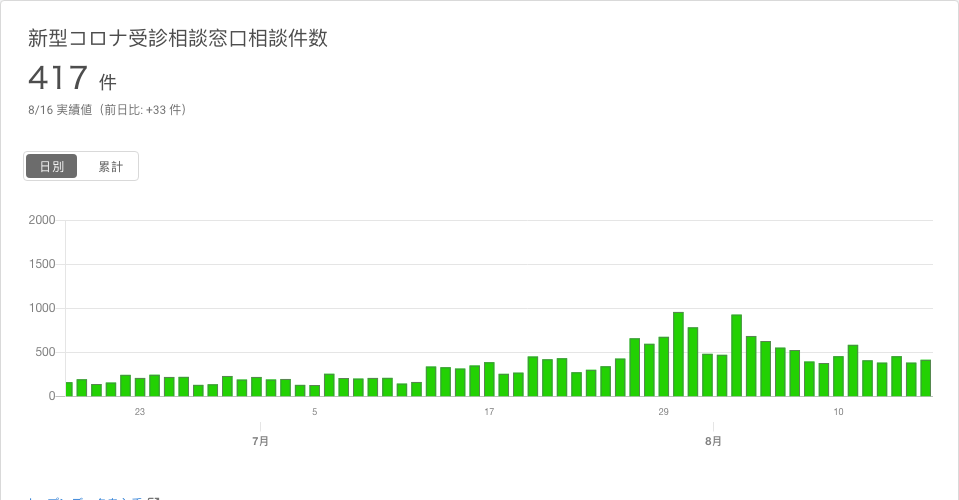 新型コロナ受診相談窓口相談件数
417 件
8/16 実績値（前日比: +33 件）
日別 累計
2000
1500
1000
500
0
23 5 17 29 10
7月 8月